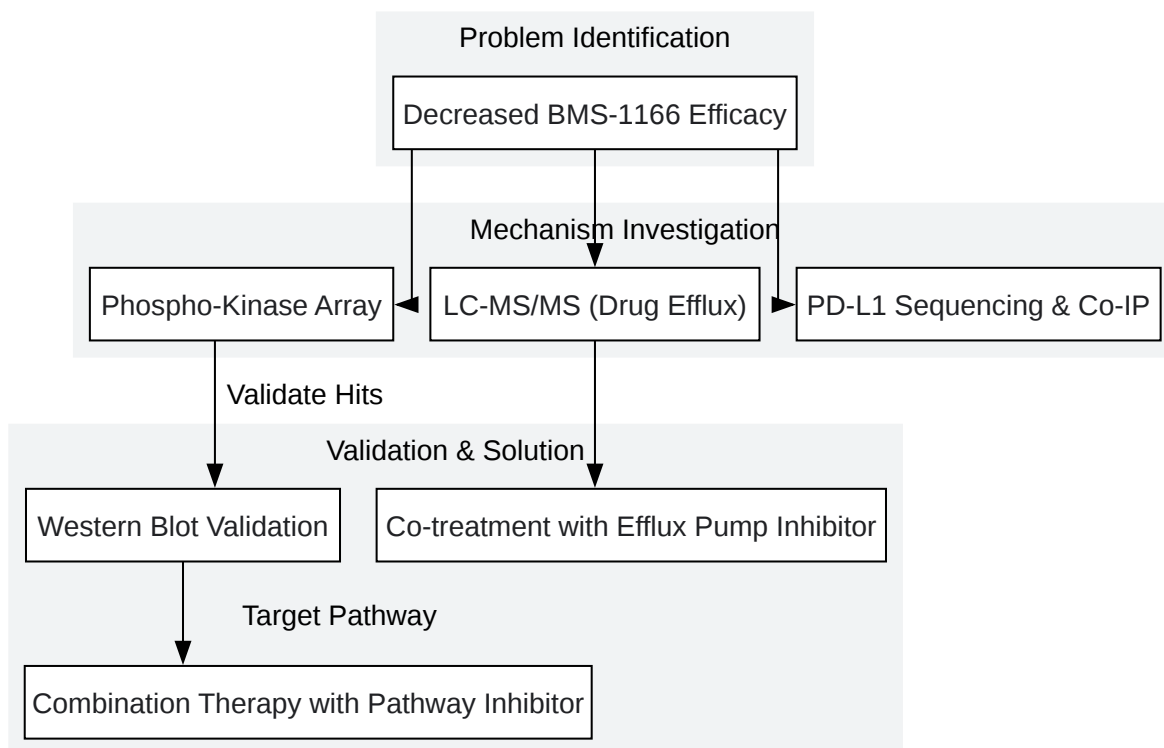 Problem Identification
Decreased BMS-1166 Efficacy
Mechanism Investigation
Phospho-Kinase Array
LC-MS/MS (Drug Efflux)
PD-L1 Sequencing & Co-IP
Validate Hits
Validation & Solution
Western Blot Validation
Co-treatment with Efflux Pump Inhibitor
Target Pathway
Combination Therapy with Pathway Inhibitor